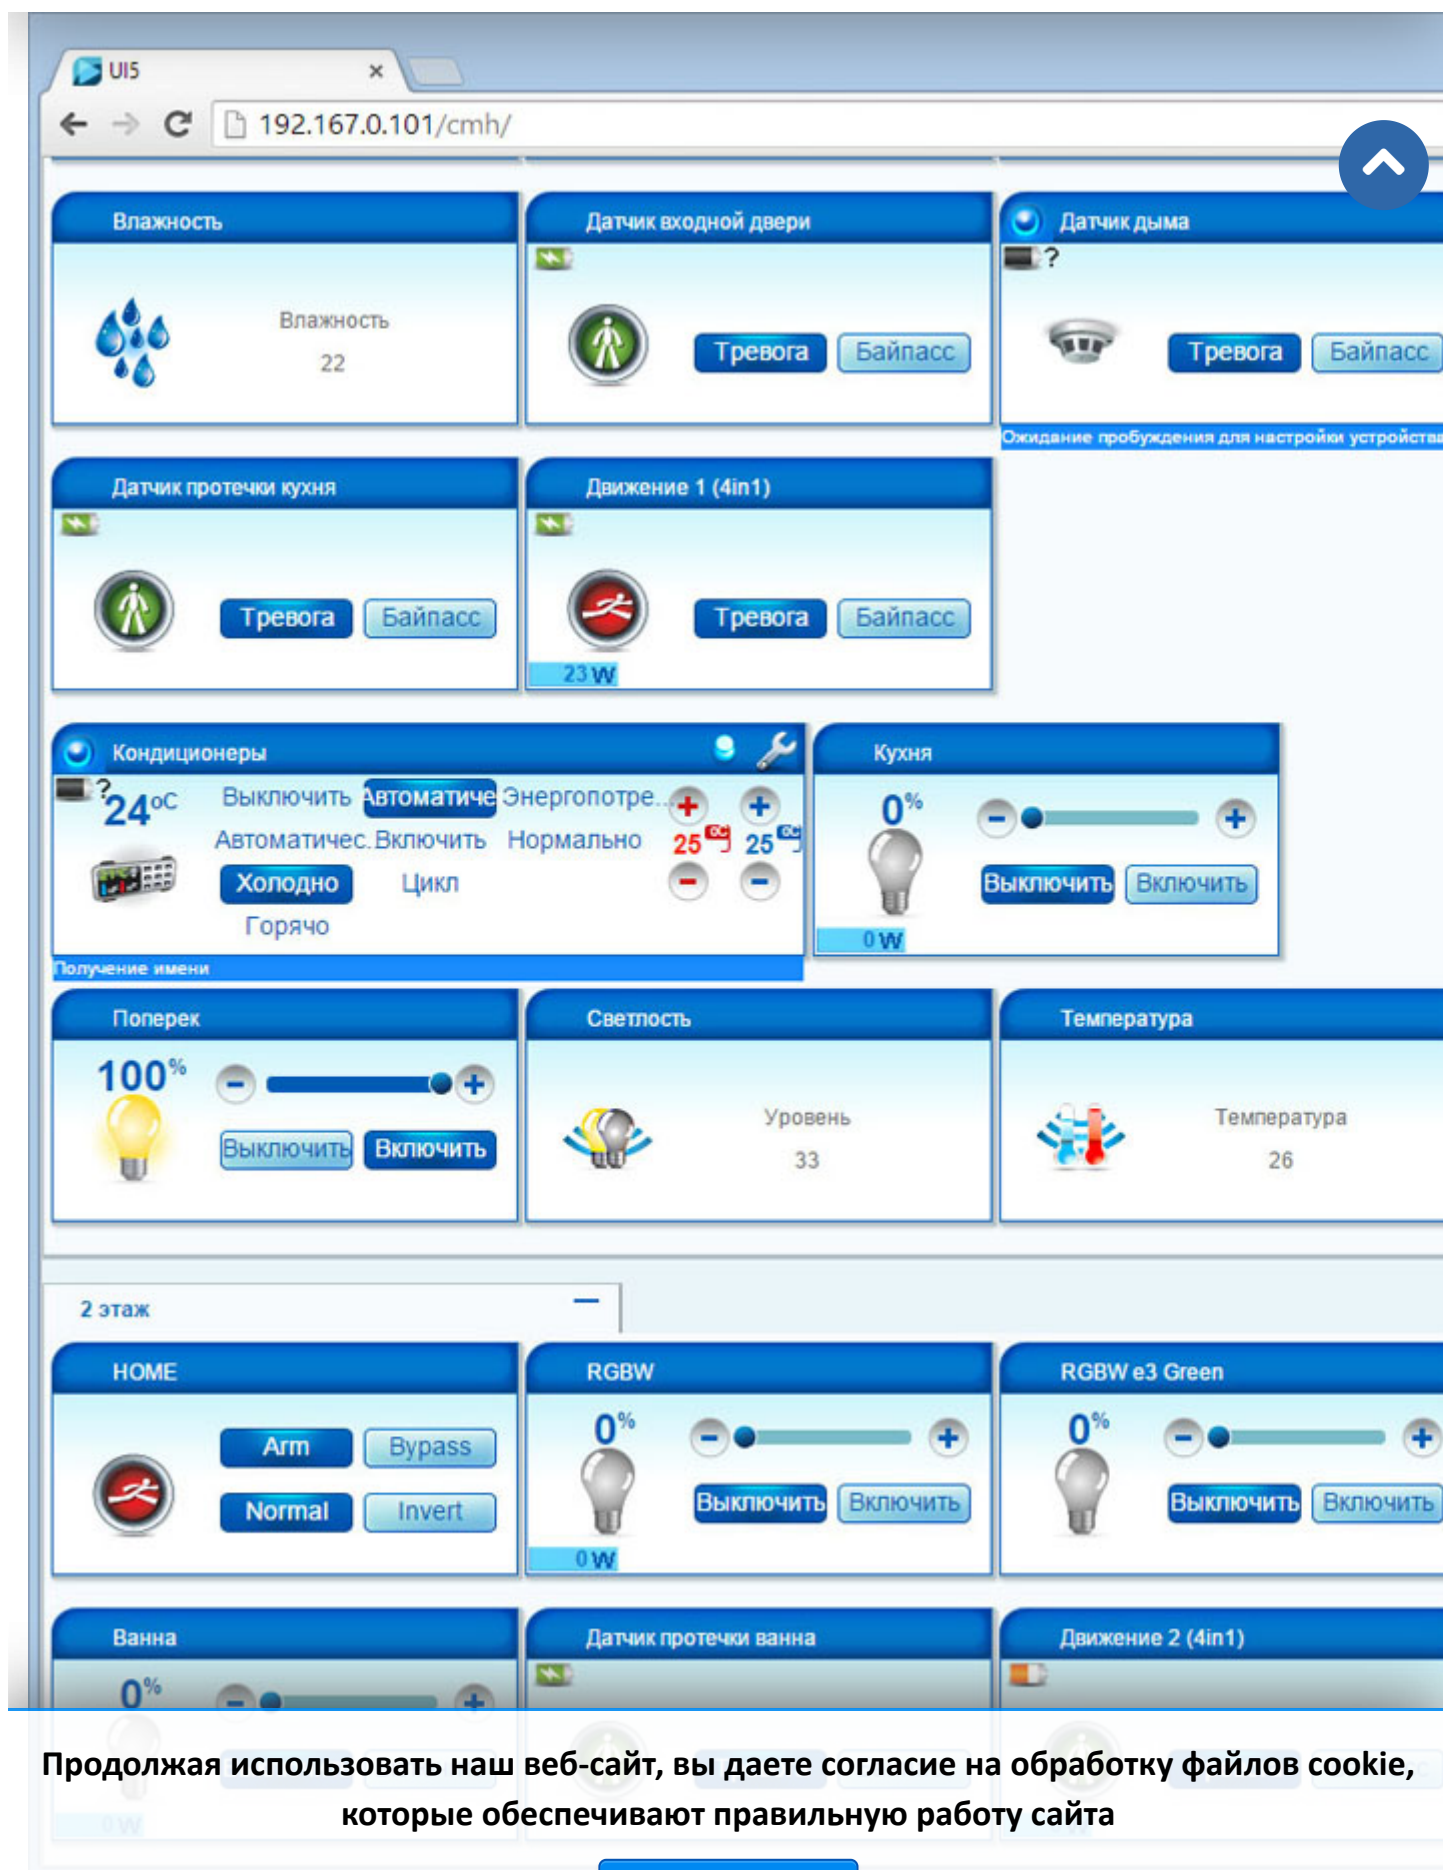 UI5
192.167.0.101/cmh/
Влажность
Датчик входной двери
Датчик дыма
?
Влажность
22
Тревога Байпасс
Тревога Байпасс
Ожидание пробуждения для настройки устройства
Датчик протечки кухня
Движение 1 (4in1)
Тревога Байпасс
Тревога Байпасс
23 W
Кондиционеры
Кухня
?
24°C
Выключить Автоматиче Энергопотре...
Автоматичес. Включить Нормально
Холодно Цикл
Горячо
25 °C 25 °C
0%
Выключить Включить
0 W
Получение имени
Поперек
Светлость
Температура
100%
Выключить Включить
Уровень
33
Температура
26
2 этаж
HOME
RGBW
RGBW e3 Green
Arm Bypass
Normal Invert
0%
Выключить Включить
0 W
0%
Выключить Включить
Ванна
Датчик протечки ванна
Движение 2 (4in1)
0%
Продолжая использовать наш веб-сайт, вы даете согласие на обработку файлов cookie,
которые обеспечивают правильную работу сайта
0 W